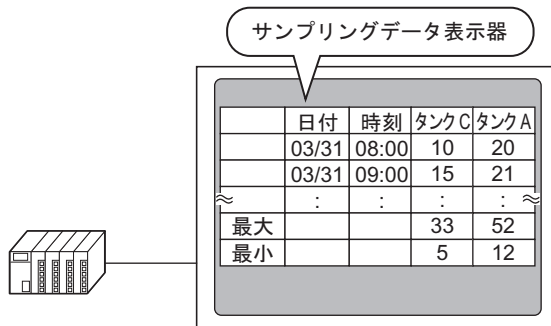 サンプリングデータ表示器
日付 時刻 タンクC タンクA
03/31 08:00 10 20
03/31 09:00 15 21
: : : :
最大 33 52
最小 5 12